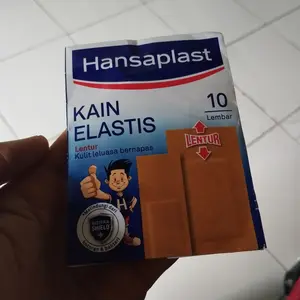 Hansaplast
KAIN
ELASTIS
10
Lembar
Lentur
Kulit leluasa bernapas
LENTUR
H